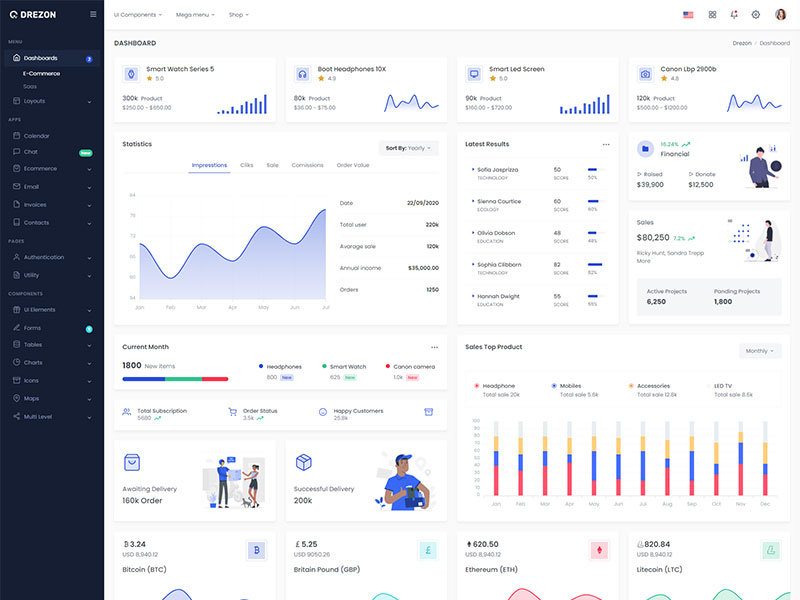 DREZON
UI Components
Mega menu
Shop
MENU
Dashboards 2
E-Commerce
Saas
Layouts
APPS
Calendar
Chat New
Ecommerce
Email
Invoices
Contacts
PAGES
Authentication
Utility
COMPONENTS
UI Elements
Forms
Tables
Charts
Icons
Maps
Multi Level
DASHBOARD
Drezon / Dashboard
Smart Watch Series 5
5.0
300k Product
$250.00 - $650.00
Boot Headphones 10X
4.9
80k Product
$36.00 - $75.00
Smart Led Screen
5.0
90k Product
$160.00 - $720.00
Canon Lbp 2900b
4.8
120k Product
$500.00 - $1200.00
Statistics
Sort By: Yearly
Impresstions Cliks Sale Comissions Order Value
84
78
72
66
60
54
Jan Feb Mar Apr May Jun Jul
Date 22/09/2020
Total user 220k
Avarage sale 120k
Annual income $35,000.00
Orders 1250
Latest Results
Sofia Jasprizza 50
TECHNOLOGY SCORE 50%
Sienna Courtice 60
ECOLOGY SCORE 60%
Olivia Dobson 48
EDUCATION SCORE 48%
Sophia Clibborn 82
TECHNOLOGY SCORE 82%
Hannah Dwight 55
EDUCATION SCORE 55%
16.24%
Financial
Raised Donate
$39,900 $12,500
Sales
$80,250 7.2%
Ricky Hunt, Sandra Trepp
More
Active Projects Panding Projects
6,250 1,800
Current Month
1800 New items
Headphones
800 New
Smart Watch
625 New
Canon camera
1.0k New
Total Subscription
5680
Order Status
3.5k
Happy Customers
25.8k
Awaiting Delivery
160k Order
Successful Delivery
200k
Sales Top Product
Monthly
Headphone
Total sale 20k
Mobiles
Total sale 5.6k
Accessories
Total sale 12.8k
LED TV
Total sale 8.6k
100
90
80
70
60
50
40
30
20
10
0
Jan Feb Mar Apr May Jun Jul Aug Sep Oct Nov Dec
₿ 3.24
USD 8,940.12
Bitcoin (BTC)
£ 5.25
USD 9050.26
Britain Pound (GBP)
620.50
USD 8,940.12
Ethereum (ETH)
820.84
USD 8,940.12
Litecoin (LTC)